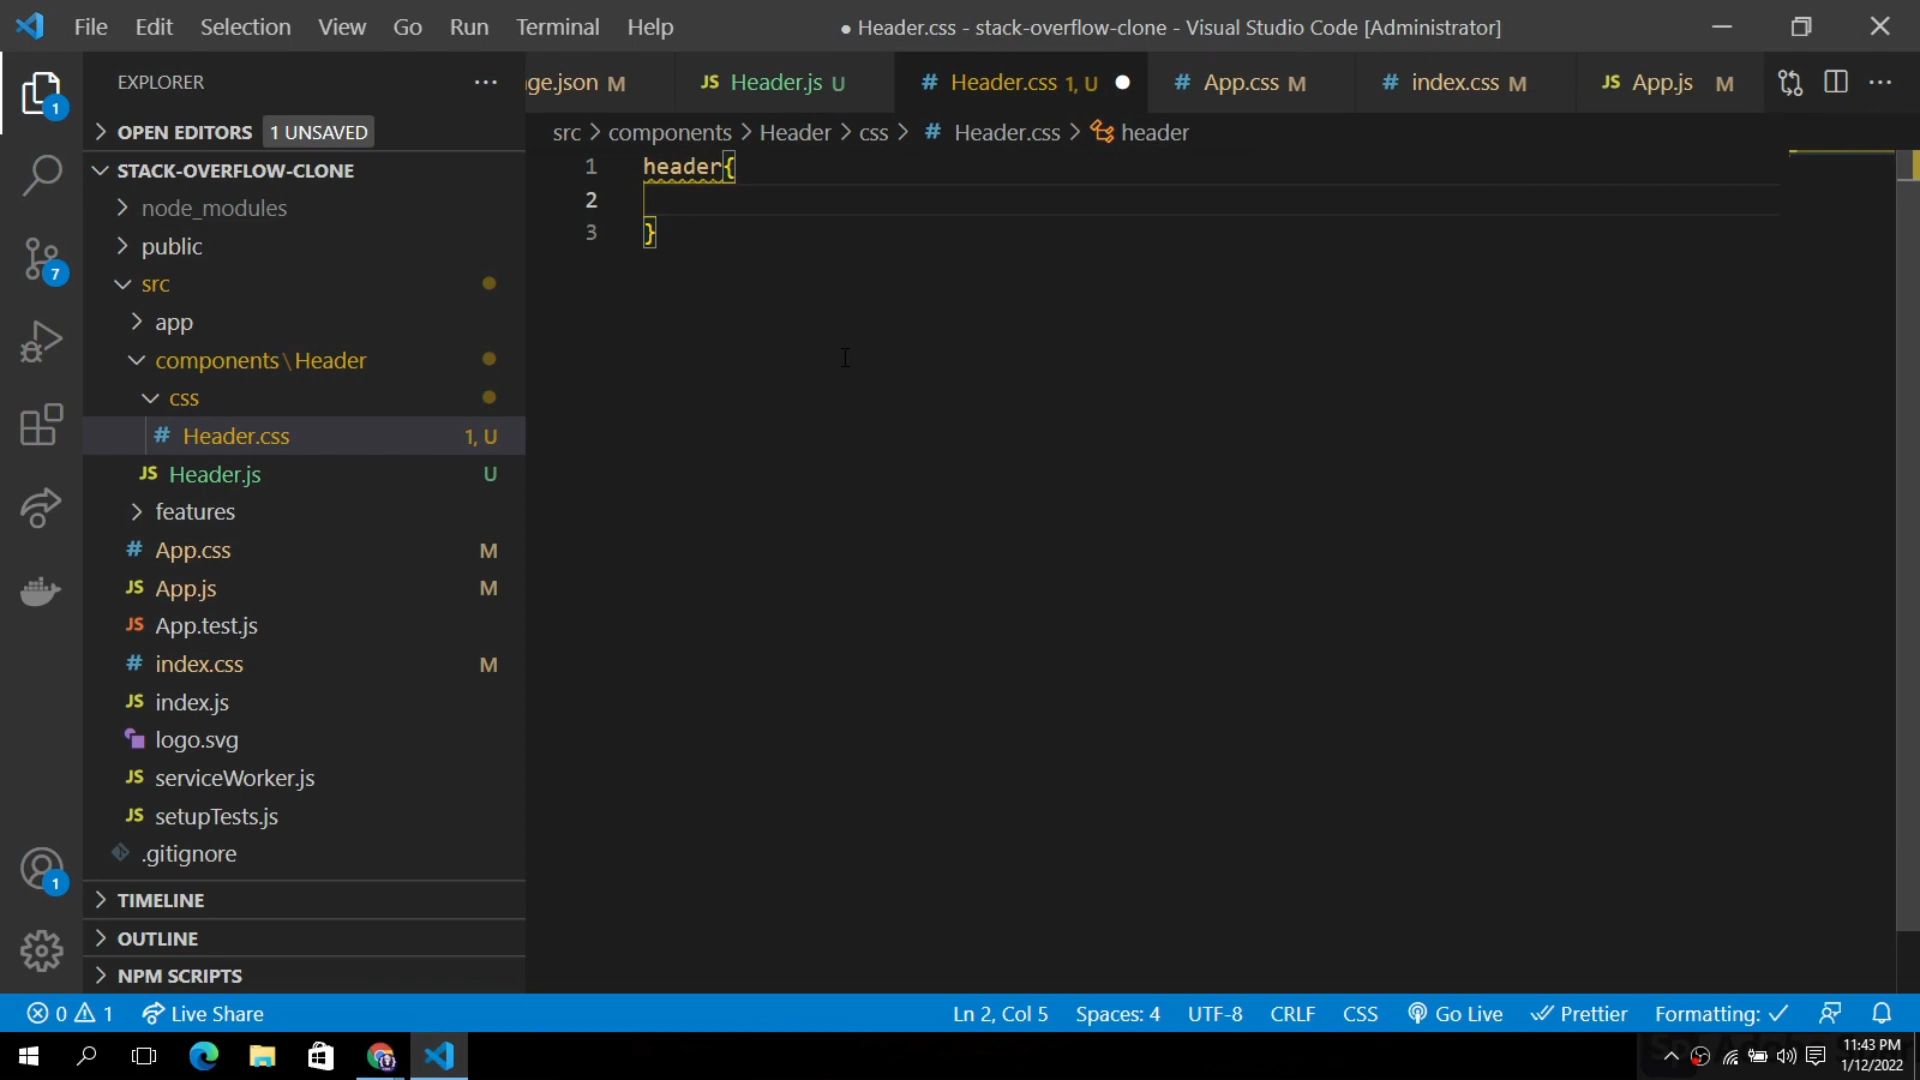 File Edit Selection View Go Run Terminal Help ● Header.css - stack-overflow-clone - Visual Studio Code [Administrator]
EXPLORER ···
ge.json M JS Header.js U # Header.css 1, U # App.css M # index.css M JS App.js M ···
OPEN EDITORS 1 UNSAVED
src > components > Header > css > # Header.css > header
STACK-OVERFLOW-CLONE
node_modules
public
src
app
components\Header
css
# Header.css 1, U
JS Header.js U
features
# App.css M
JS App.js M
JS App.test.js
# index.css M
JS index.js
logo.svg
JS serviceWorker.js
JS setupTests.js
.gitignore
TIMELINE
OUTLINE
NPM SCRIPTS
1 header{
2
3 }
1
7
1
0 1 Live Share Ln 2, Col 5 Spaces: 4 UTF-8 CRLF CSS Go Live Prettier Formatting: ✓
11:43 PM
1/12/2022